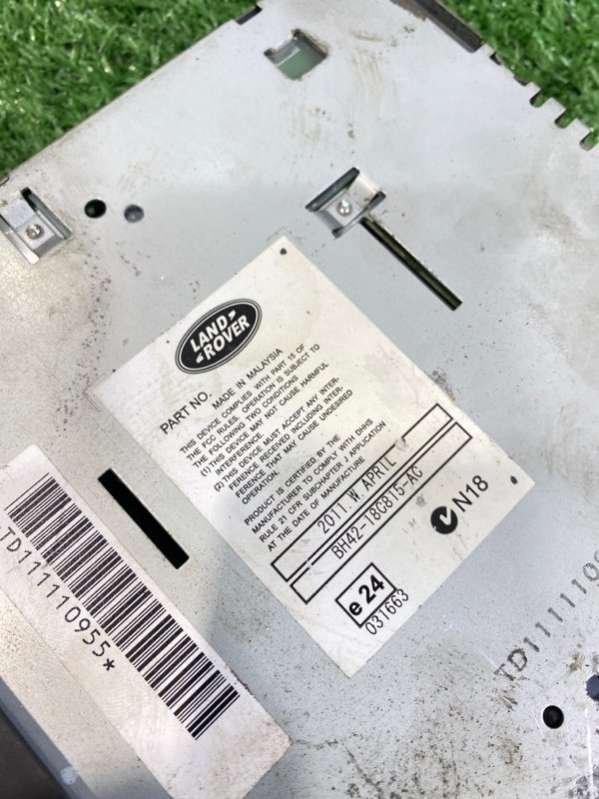 LAND
ROVER
PART NO. MADE IN MALAYSIA
THIS DEVICE COMPLIES WITH PART 15 OF
THE FCC RULES. OPERATION IS SUBJECT TO
THE FOLLOWING TWO CONDITIONS
(1) THIS DEVICE MAY NOT CAUSE HARMFUL
INTERFERENCE.
(2) THIS DEVICE MUST ACCEPT ANY INTER-
FERENCE RECEIVED INCLUDING INTER-
FERENCE THAT MAY CAUSE UNDESIRED
OPERATION.
PRODUCT IS CERTIFIED BY THE
MANUFACTURER TO COMPLY WITH DHHS
RULE 21 CFR SUBCHAPTER J APPLICATION
AT THE DATE OF MANUFACTURE
2011.W.APRIL
BH42-18C815-AC
N18
e24
031663
TD111110955*
TD111110